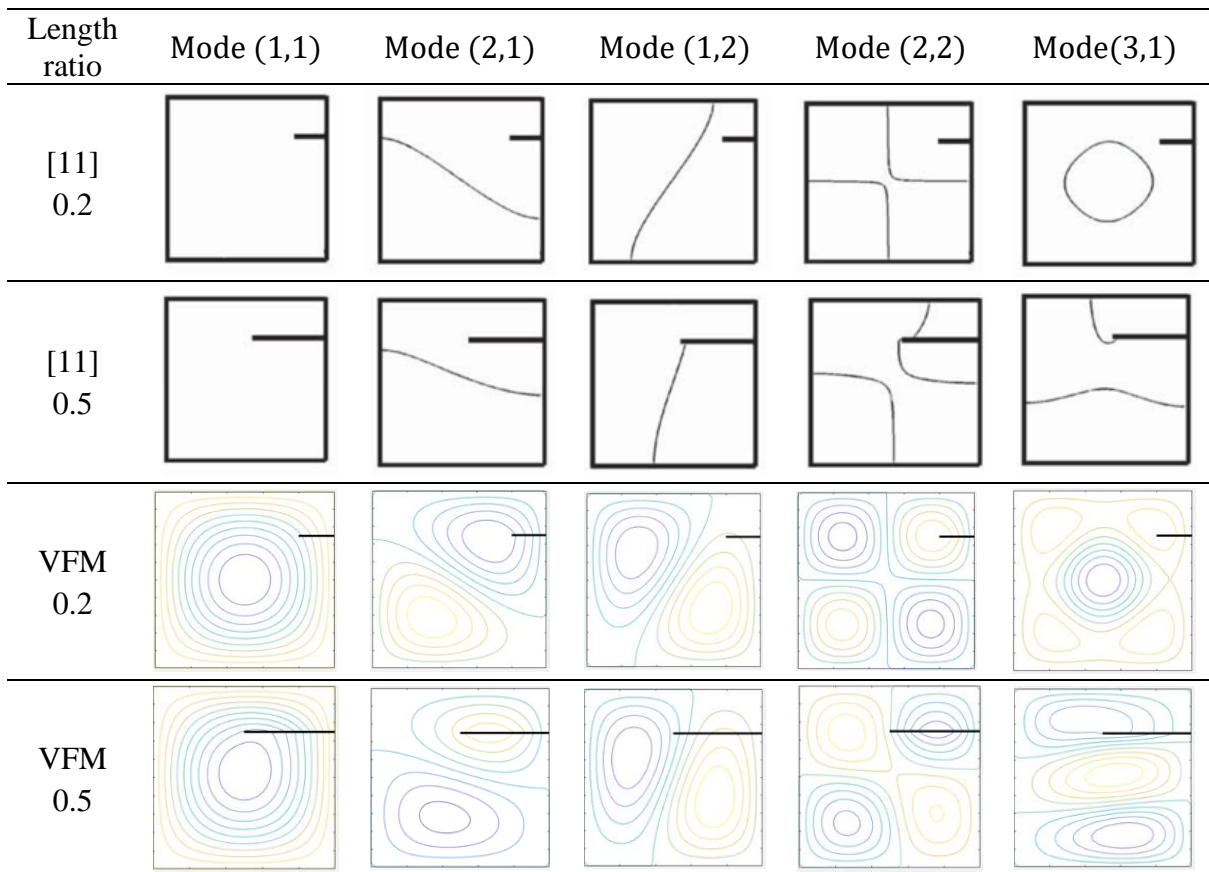 Length ratio
Mode (1,1)
Mode (2,1)
Mode (1,2)
Mode (2,2)
Mode(3,1)
[11]
0.2
[11]
0.5
VFM
0.2
VFM
0.5